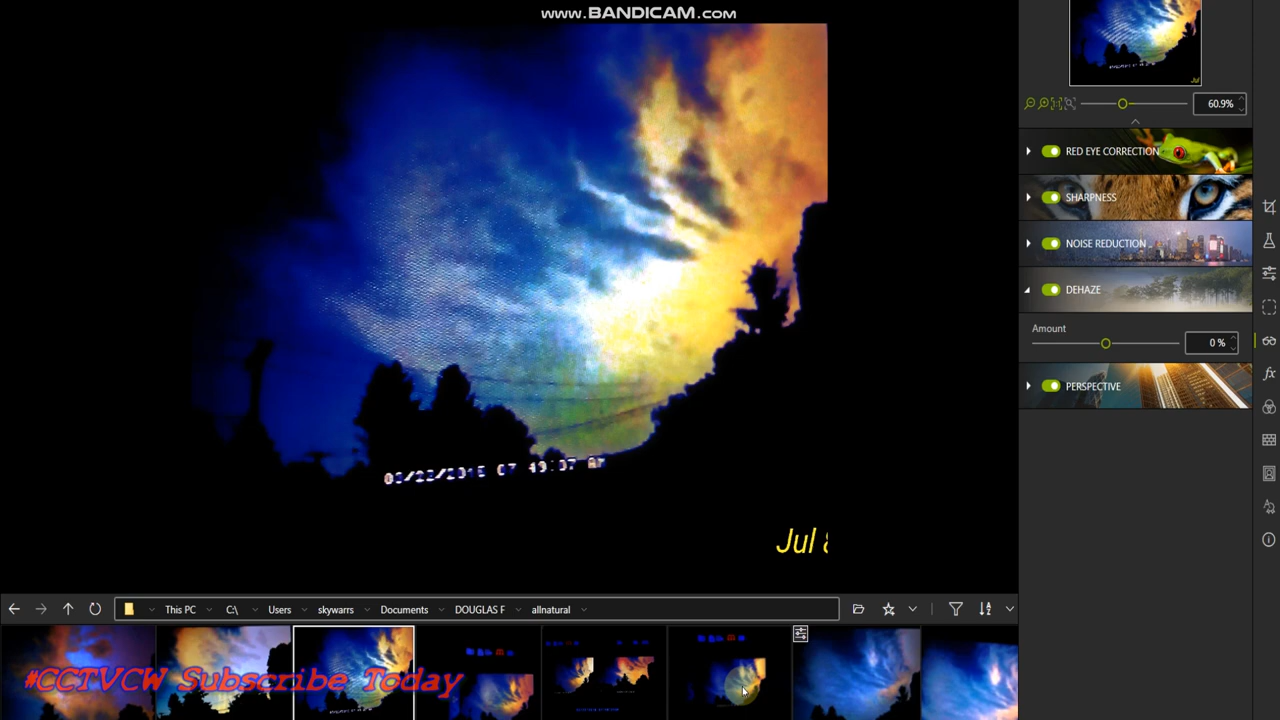 www.BANDICAM.com
60.9%
RED EYE CORRECTION
SHARPNESS
NOISE REDUCTION
DEHAZE
Amount
0 %
PERSPECTIVE
Jul
This PC
C:\
Users
skywarrs
Documents
DOUGLAS F
allnatural
#CCTVCW Subscribe Today